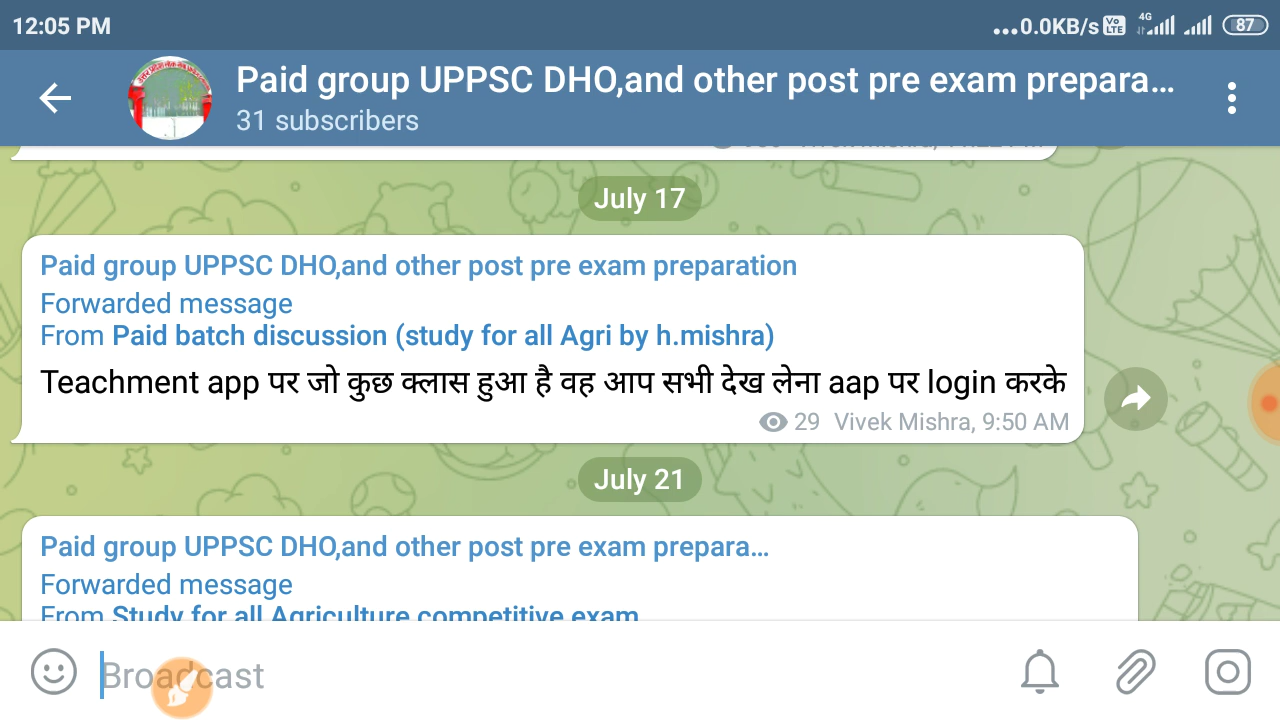 12:05 PM
...0.0KB/s Vo LTE 4G 87
Paid group UPPSC DHO,and other post pre exam prepara...
31 subscribers
July 17
Paid group UPPSC DHO,and other post pre exam preparation
Forwarded message
From Paid batch discussion (study for all Agri by h.mishra)
Teachment app पर जो कुछ क्लास हुआ है वह आप सभी देख लेना aap पर login करके
29 Vivek Mishra, 9:50 AM
July 21
Paid group UPPSC DHO,and other post pre exam prepara...
Forwarded message
From Study for all Agriculture competitive exam
Broadcast